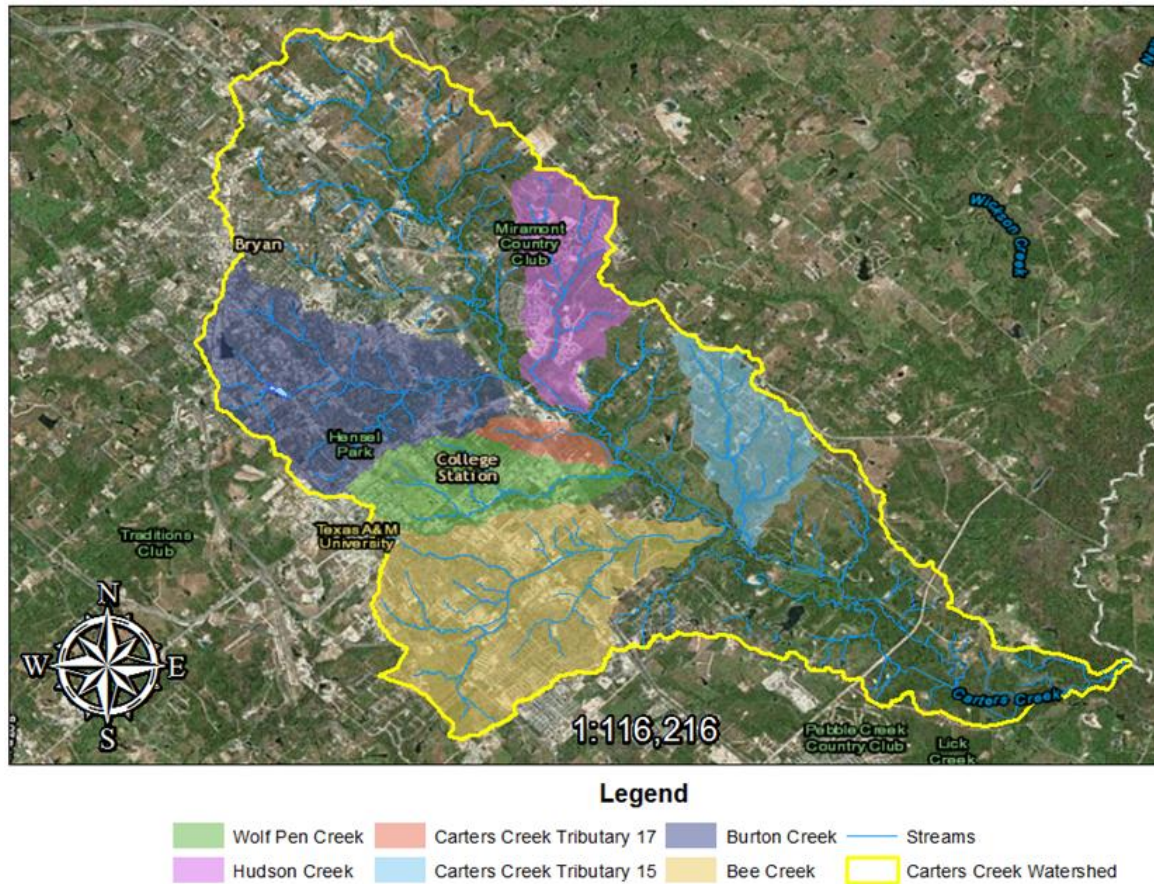 Miramont
Country
Club
Wickson Creek
Bryan
Hensel
Park
College
Station
Texas A&M
University
Traditions
Club
N
W
E
S
1:116,216
Carters Creek
Pebble Creek
Country Club
Lick
Creek
Legend
Wolf Pen Creek
Carters Creek Tributary 17
Burton Creek
Streams
Hudson Creek
Carters Creek Tributary 15
Bee Creek
Carters Creek Watershed